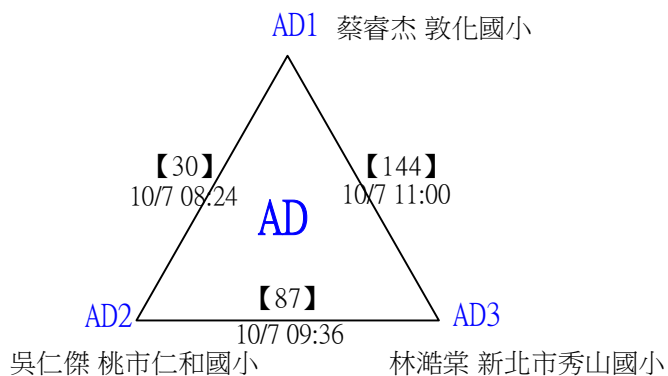 AD1 蔡睿杰 敦化國小
【30】 【144】
10/7 08:24 10/7 11:00
AD
【87】
AD2 AD3
10/7 09:36
吳仁傑 桃市仁和國小 林澔棠 新北市秀山國小